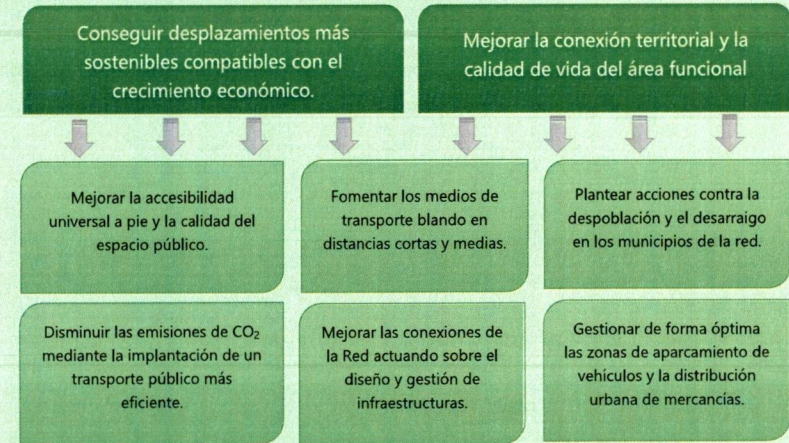 Conseguir desplazamientos más
sostenibles compatibles con el
crecimiento económico.
Mejorar la conexión territorial y la
calidad de vida del área funcional
Mejorar la accesibilidad
universal a pie y la calidad del
espacio público.
Fomentar los medios de
transporte blando en
distancias cortas y medias.
Plantear acciones contra la
despoblación y el desarraigo
en los municipios de la red.
Disminuir las emisiones de CO₂
mediante la implantación de un
transporte público más
eficiente.
Mejorar las conexiones de
la Red actuando sobre el
diseño y gestión de
infraestructuras.
Gestionar de forma óptima
las zonas de aparcamiento de
vehículos y la distribución
urbana de mercancías.